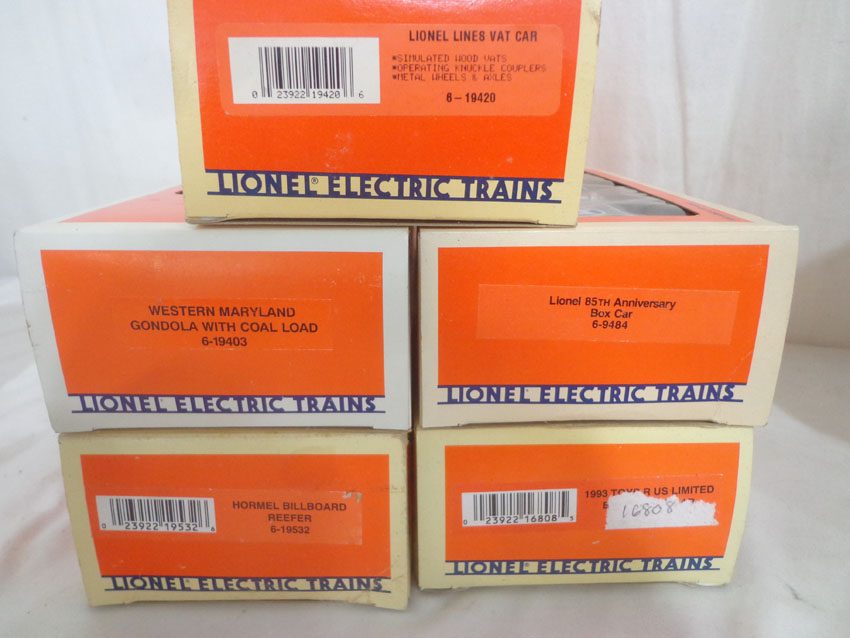 LIONEL LINES VAT CAR
*SIMULATED WOOD VATS
*OPERATING KNUCKLE COUPLERS
*METAL WHEELS & AXLES
6-19420
0 23922 19420 6
LIONEL® ELECTRIC TRAINS
WESTERN MARYLAND
GONDOLA WITH COAL LOAD
6-19403
LIONEL ELECTRIC TRAINS
Lionel 85TH Anniversary
Box Car
6-9484
LIONEL ELECTRIC TRAINS
HORMEL BILLBOARD
REEFER
6-19532
0 23922 19532
LIONEL ELECTRIC TRAINS
1993 TOYS R US LIMITED
16808
0 23922 16808 5
LIONEL ELECTRIC TRAINS